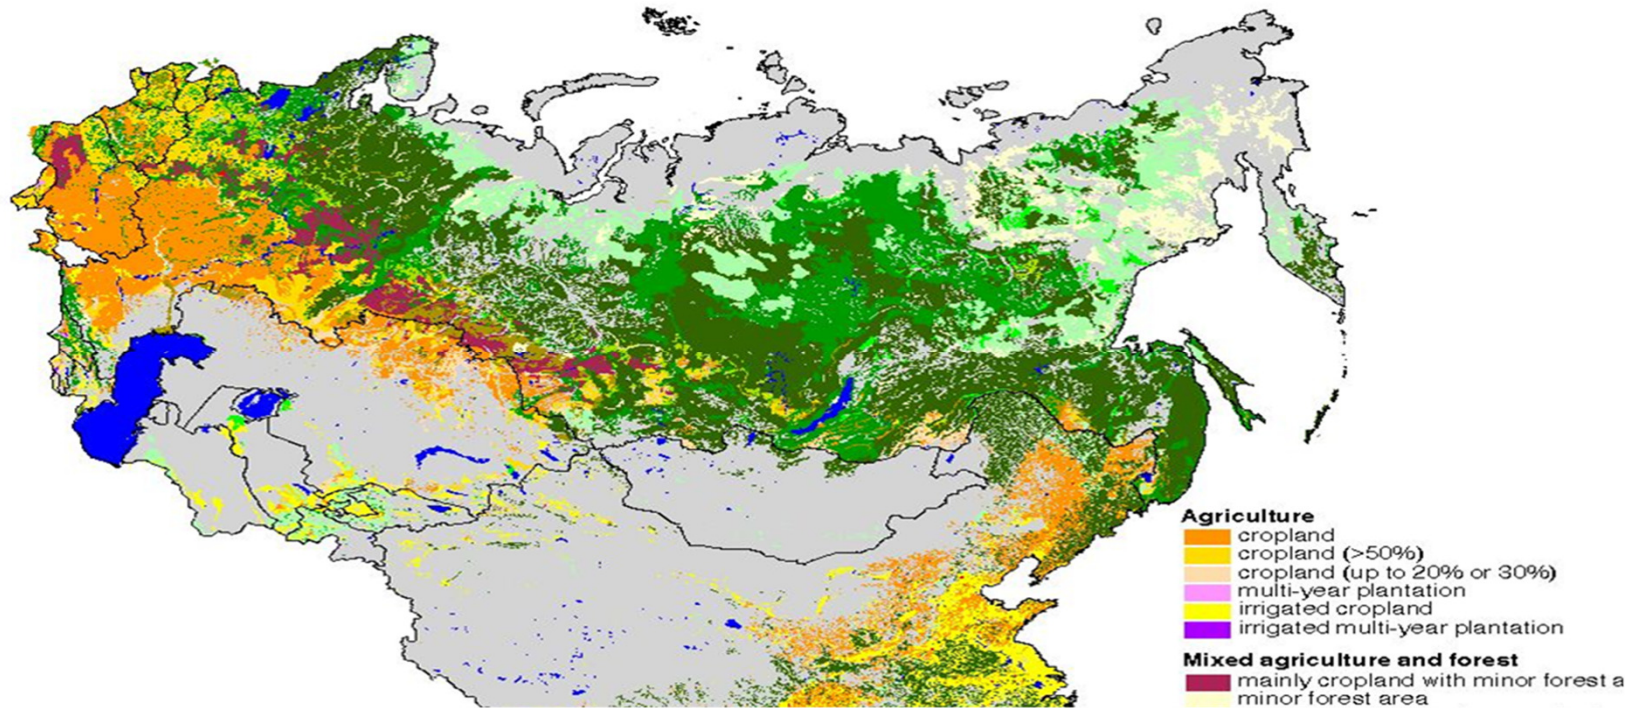 Agriculture
cropland
cropland (>50%)
cropland (up to 20% or 30%)
multi-year plantation
irrigated cropland
irrigated multi-year plantation
Mixed agriculture and forest
mainly cropland with minor forest a
minor forest area